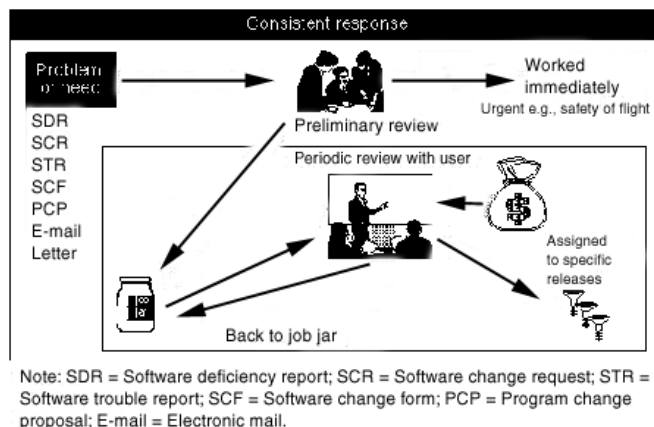 Consistent response
Problem
or need
Worked
immediately
Urgent e.g., safety of flight
SDR
SCR
STR
SCF
PCP
E-mail
Letter
Preliminary review
Periodic review with user
$
Assigned
to specific
releases
Back to job jar
Note: SDR = Software deficiency report; SCR = Software change request; STR =
Software trouble report; SCF = Software change form; PCP = Program change
proposal; E-mail = Electronic mail.